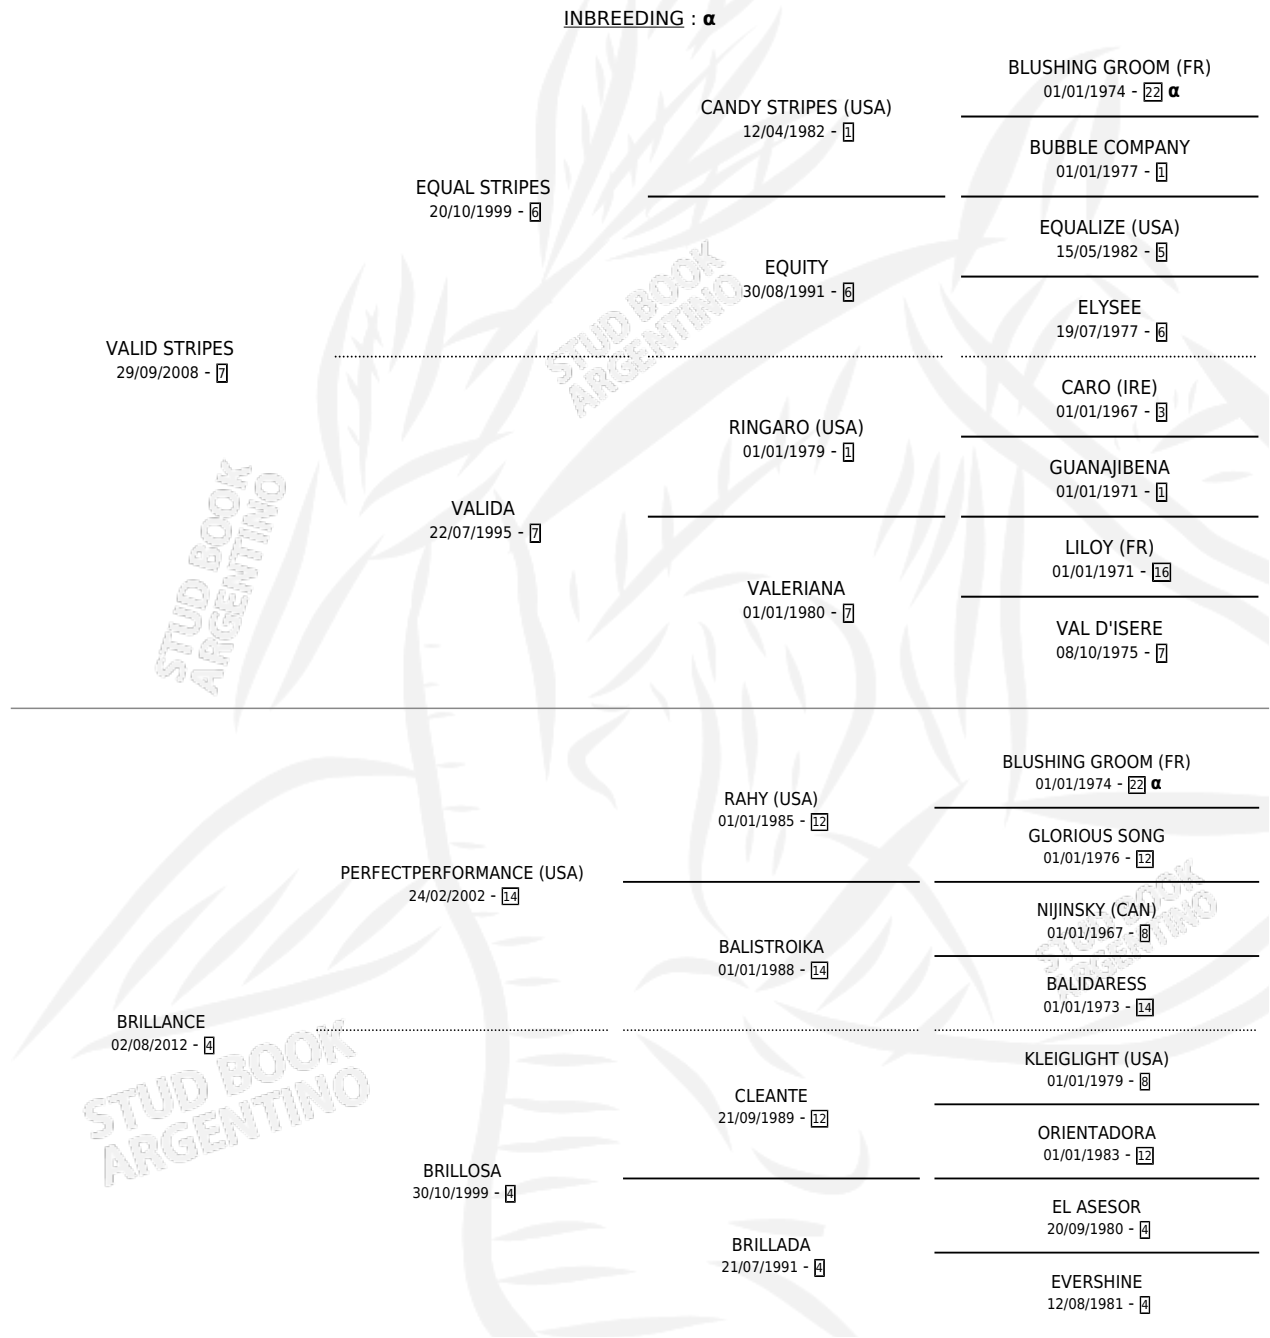 INBREEDING : α
BLUSHING GROOM (FR)
01/01/1974 - 22 α
CANDY STRIPES (USA)
12/04/1982 - 1
BUBBLE COMPANY
01/01/1977 - 1
EQUAL STRIPES
20/10/1999 - 6
EQUALIZE (USA)
15/05/1982 - 5
EQUITY
30/08/1991 - 6
ELYSEE
19/07/1977 - 6
VALID STRIPES
29/09/2008 - 7
CARO (IRE)
01/01/1967 - 3
RINGARO (USA)
01/01/1979 - 1
GUANAJIBENA
01/01/1971 - 1
VALIDA
22/07/1995 - 7
LILOY (FR)
01/01/1971 - 16
VALERIANA
01/01/1980 - 7
VAL D'ISERE
08/10/1975 - 7
BLUSHING GROOM (FR)
01/01/1974 - 22 α
RAHY (USA)
01/01/1985 - 12
GLORIOUS SONG
01/01/1976 - 12
PERFECTPERFORMANCE (USA)
24/02/2002 - 14
NIJINSKY (CAN)
01/01/1967 - 8
BALISTROIKA
01/01/1988 - 14
BALIDARESS
01/01/1973 - 14
BRILLANCE
02/08/2012 - 4
KLEIGLIGHT (USA)
01/01/1979 - 8
CLEANTE
21/09/1989 - 12
ORIENTADORA
01/01/1983 - 12
BRILLOSA
30/10/1999 - 4
EL ASESOR
20/09/1980 - 4
BRILLADA
21/07/1991 - 4
EVERSHINE
12/08/1981 - 4
STUD BOOK
ARGENTINO
STUD BOOK
ARGENTINO
STUD BOOK
ARGENTINO
STUD BOOK
ARGENTINO